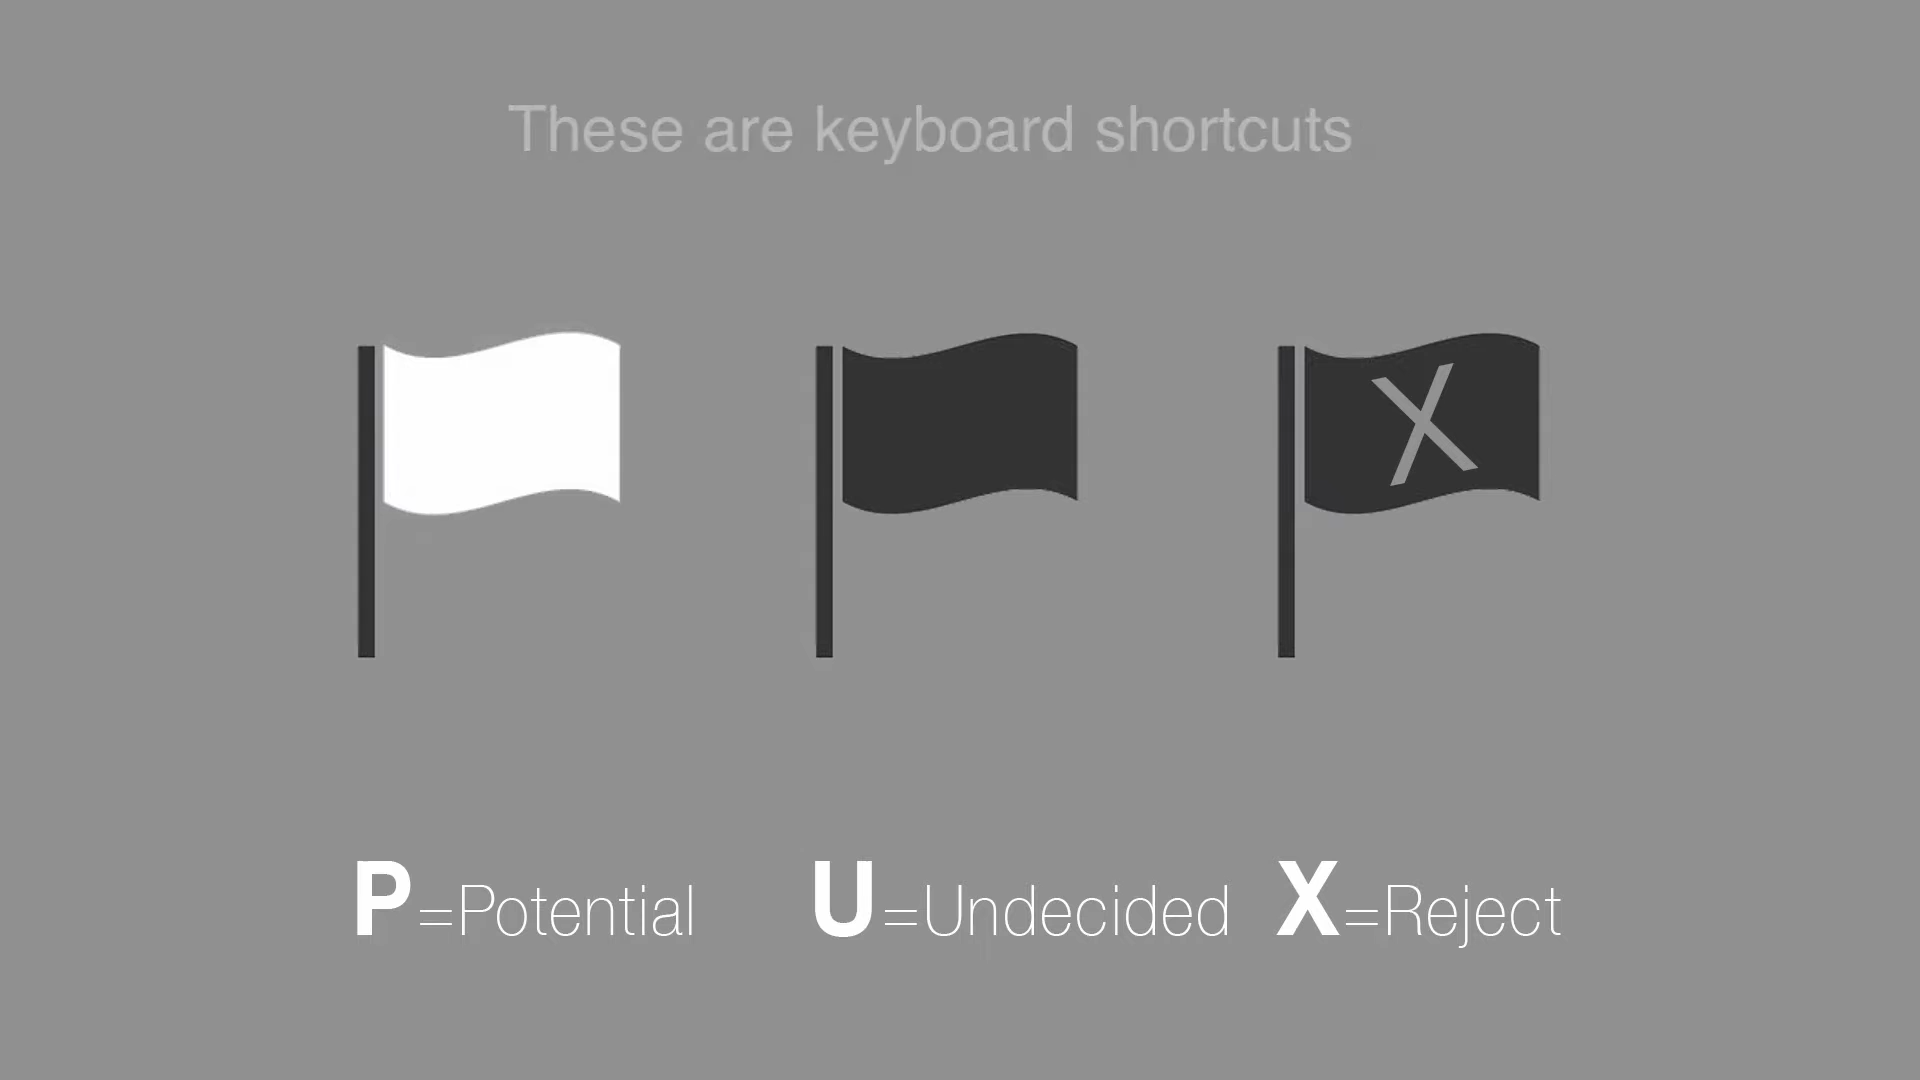 These are keyboard shortcuts
X
P=Potential U=Undecided X=Reject